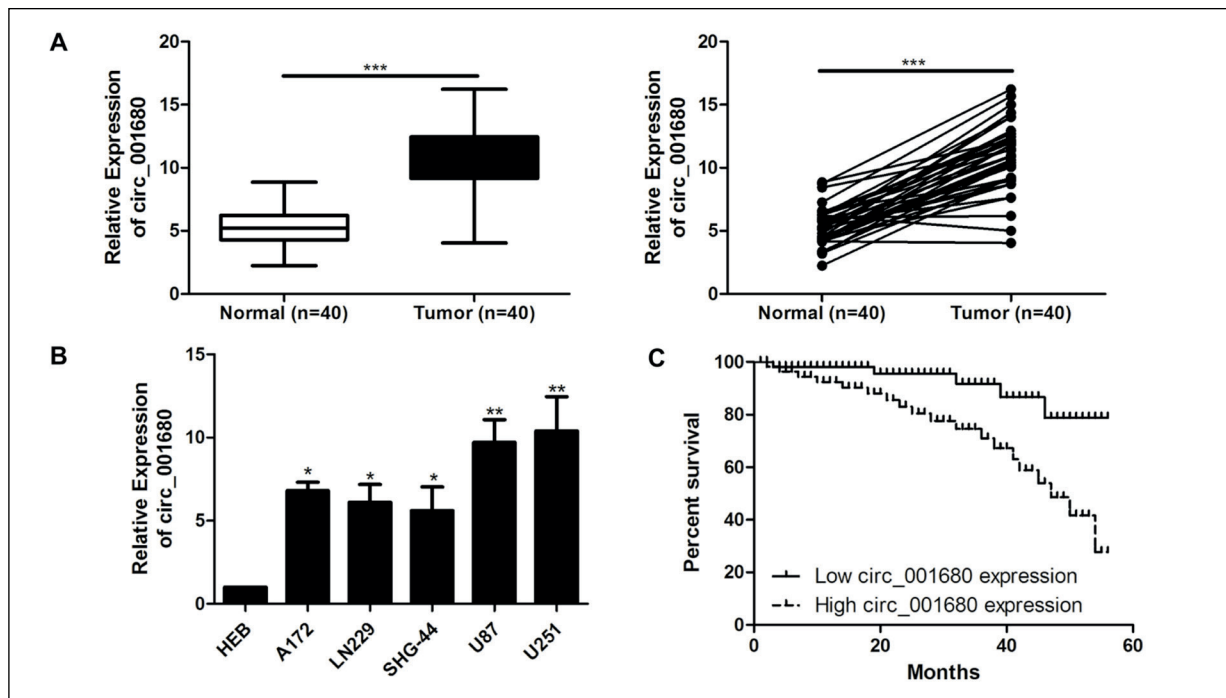 A
Relative Expression
of circ_001680
20
15
10
5
0
***
Normal (n=40)
Tumor (n=40)
Relative Expression
of circ_001680
20
15
10
5
0
***
Normal (n=40)
Tumor (n=40)
B
Relative Expression
of circ_001680
15
10
5
0
*
*
*
**
**
HEB
A172
LN229
SHG-44
U87
U251
C
Percent survival
100
80
60
40
20
0
Low circ_001680 expression
High circ_001680 expression
0
20
40
60
Months